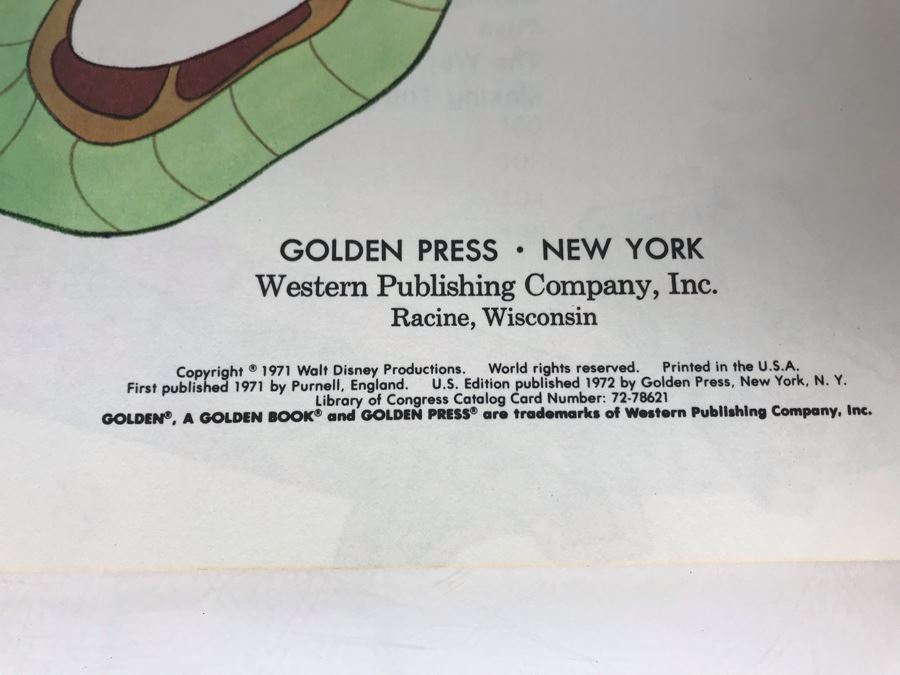 GOLDEN PRESS • NEW YORK
Western Publishing Company, Inc.
Racine, Wisconsin
Copyright ® 1971 Walt Disney Productions. World rights reserved. Printed in the U.S.A.
First published 1971 by Purnell, England. U.S. Edition published 1972 by Golden Press, New York, N. Y.
Library of Congress Catalog Card Number: 72-78621
GOLDEN®, A GOLDEN BOOK® and GOLDEN PRESS® are trademarks of Western Publishing Company, Inc.